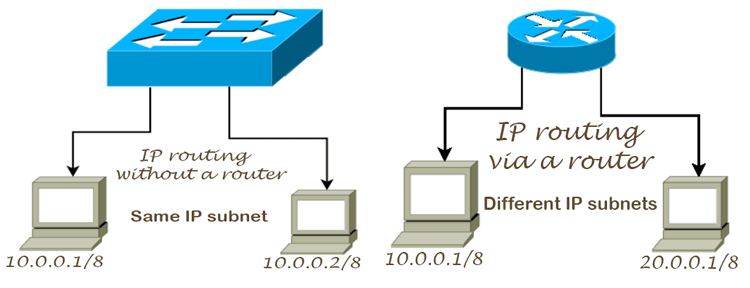 IP routing
without a router
Same IP subnet
10.0.0.1/8
10.0.0.2/8
IP routing
via a router
Different IP subnets
10.0.0.1/8
20.0.0.1/8